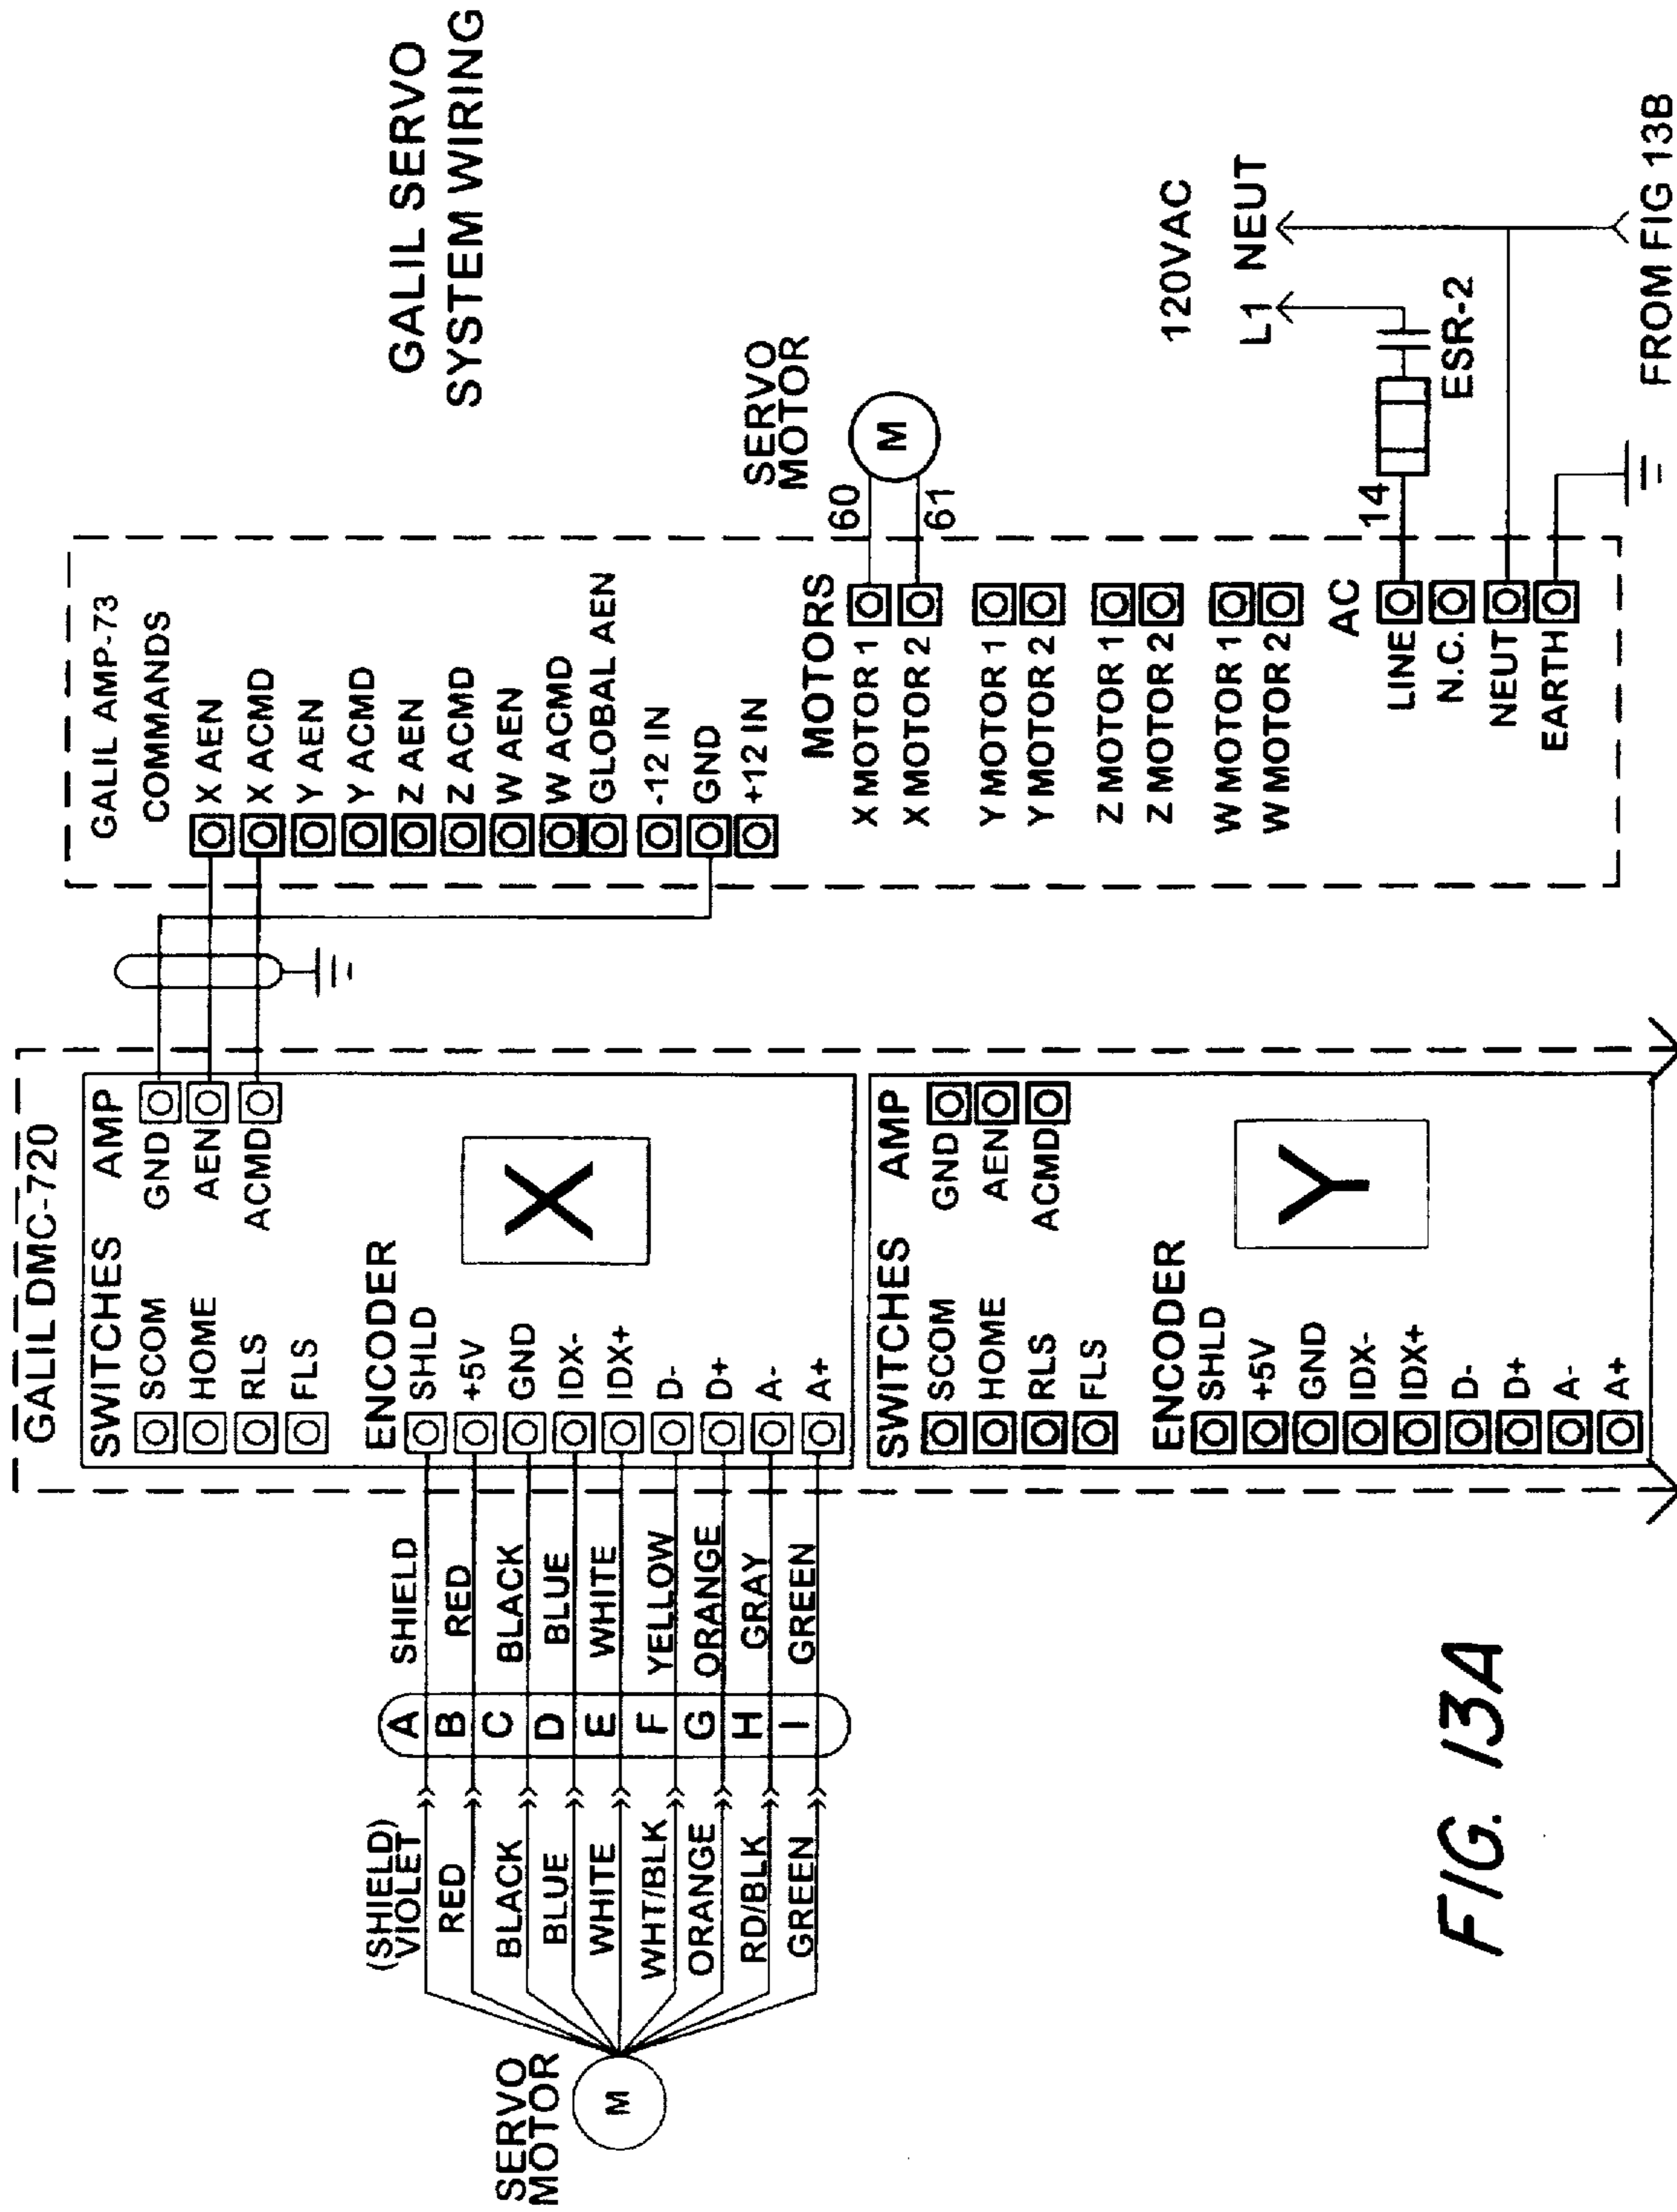 GALIL SERVO
SYSTEM WIRING
GALIL DMC-720
SWITCHES AMP
SCOM
HOME
RLS
FLS
GND
AEN
ACMD
ENCODER
SHLD
+5V
GND
IDX-
IDX+
D-
D+
A-
A+
X
SWITCHES AMP
SCOM
HOME
RLS
FLS
GND
AEN
ACMD
ENCODER
SHLD
+5V
GND
IDX-
IDX+
D-
D+
A-
A+
Y
SERVO
MOTOR
M
(SHIELD)
VIOLET
RED
BLACK
BLUE
WHITE
WHT/BLK
ORANGE
RD/BLK
GREEN
A
B
C
D
E
F
G
H
I
SHIELD
RED
BLACK
BLUE
WHITE
YELLOW
ORANGE
GRAY
GREEN
GALIL AMP-73
COMMANDS
X AEN
X ACMD
Y AEN
Y ACMD
Z AEN
Z ACMD
W AEN
W ACMD
GLOBAL AEN
-12 IN
GND
+12 IN
MOTORS
X MOTOR 1
X MOTOR 2
Y MOTOR 1
Y MOTOR 2
Z MOTOR 1
Z MOTOR 2
W MOTOR 1
W MOTOR 2
AC
LINE
N.C.
NEUT
EARTH
SERVO
MOTOR
60
61
M
120VAC
L1 NEUT
14
ESR-2
FROM FIG 13B
FIG. 13A